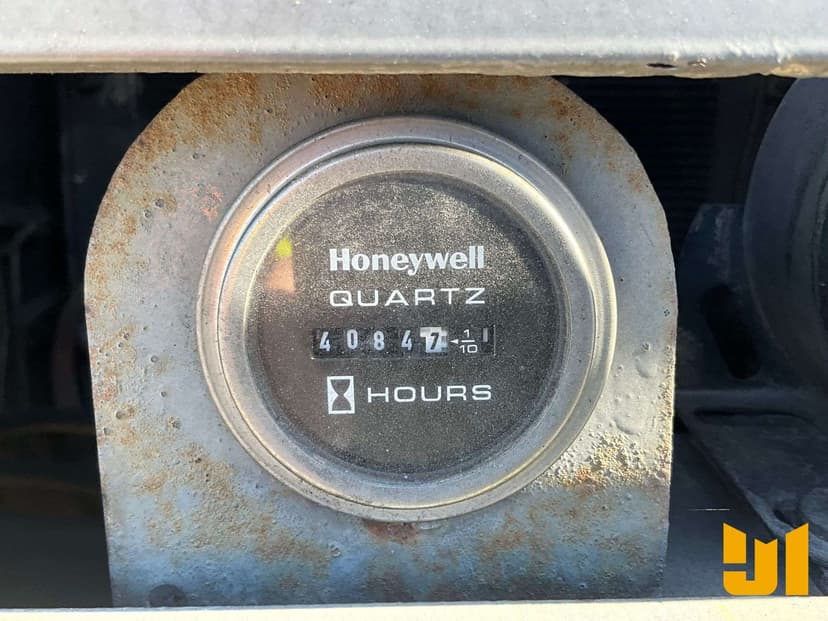 Honeywell
QUARTZ
40847 ◄ 1/10
HOURS